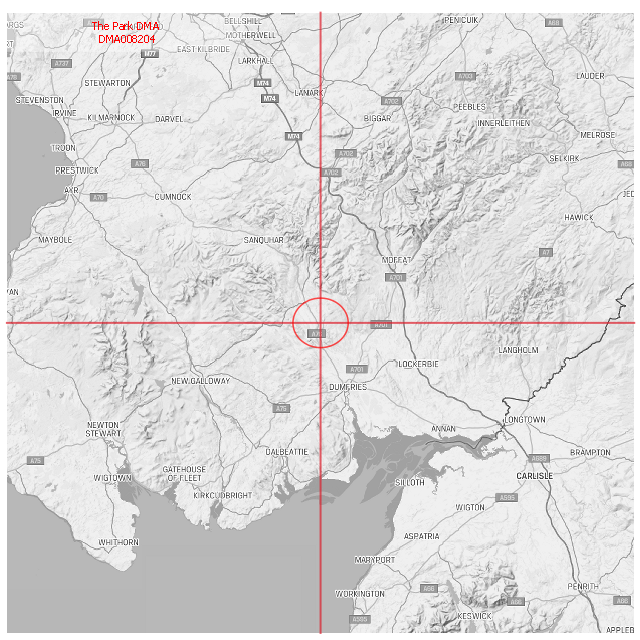 BELLSHILL
PENICUIK
A68
The Park DMA
DMA008204
MOTHERWELL
EAST KILBRIDE
M77
LARKHALL
A737
STEWARTON
M74
LANARK
A703
LAUDER
M74
A702
STEVENSTON
IRVINE
KILMARNOCK
DARVEL
BIGGAR
PEEBLES
INNERLEITHEN
M74
MELROSE
TROON
A702
SELKIRK
A76
A702
PRESTWICK
A68
AYR
A70
CUMNOCK
JED
HAWICK
MAYBOLE
SANQUHAR
A7
MOFFAT
A701
AN
A76
A701
LANGHOLM
LOCKERBIE
A701
NEW GALLOWAY
DUMFRIES
A75
LONGTOWN
NEWTON
STEWART
ANNAN
DALBEATTIE
BRAMPTON
A75
A689
WIGTOWN
GATEHOUSE
OF FLEET
CARLISLE
SILLOTH
KIRKCUDBRIGHT
A595
WIGTON
ASPATRIA
WHITHORN
MARYPORT
PENRITH
WORKINGTON
A66
A66
A66
KESWICK
A595
APPLEB